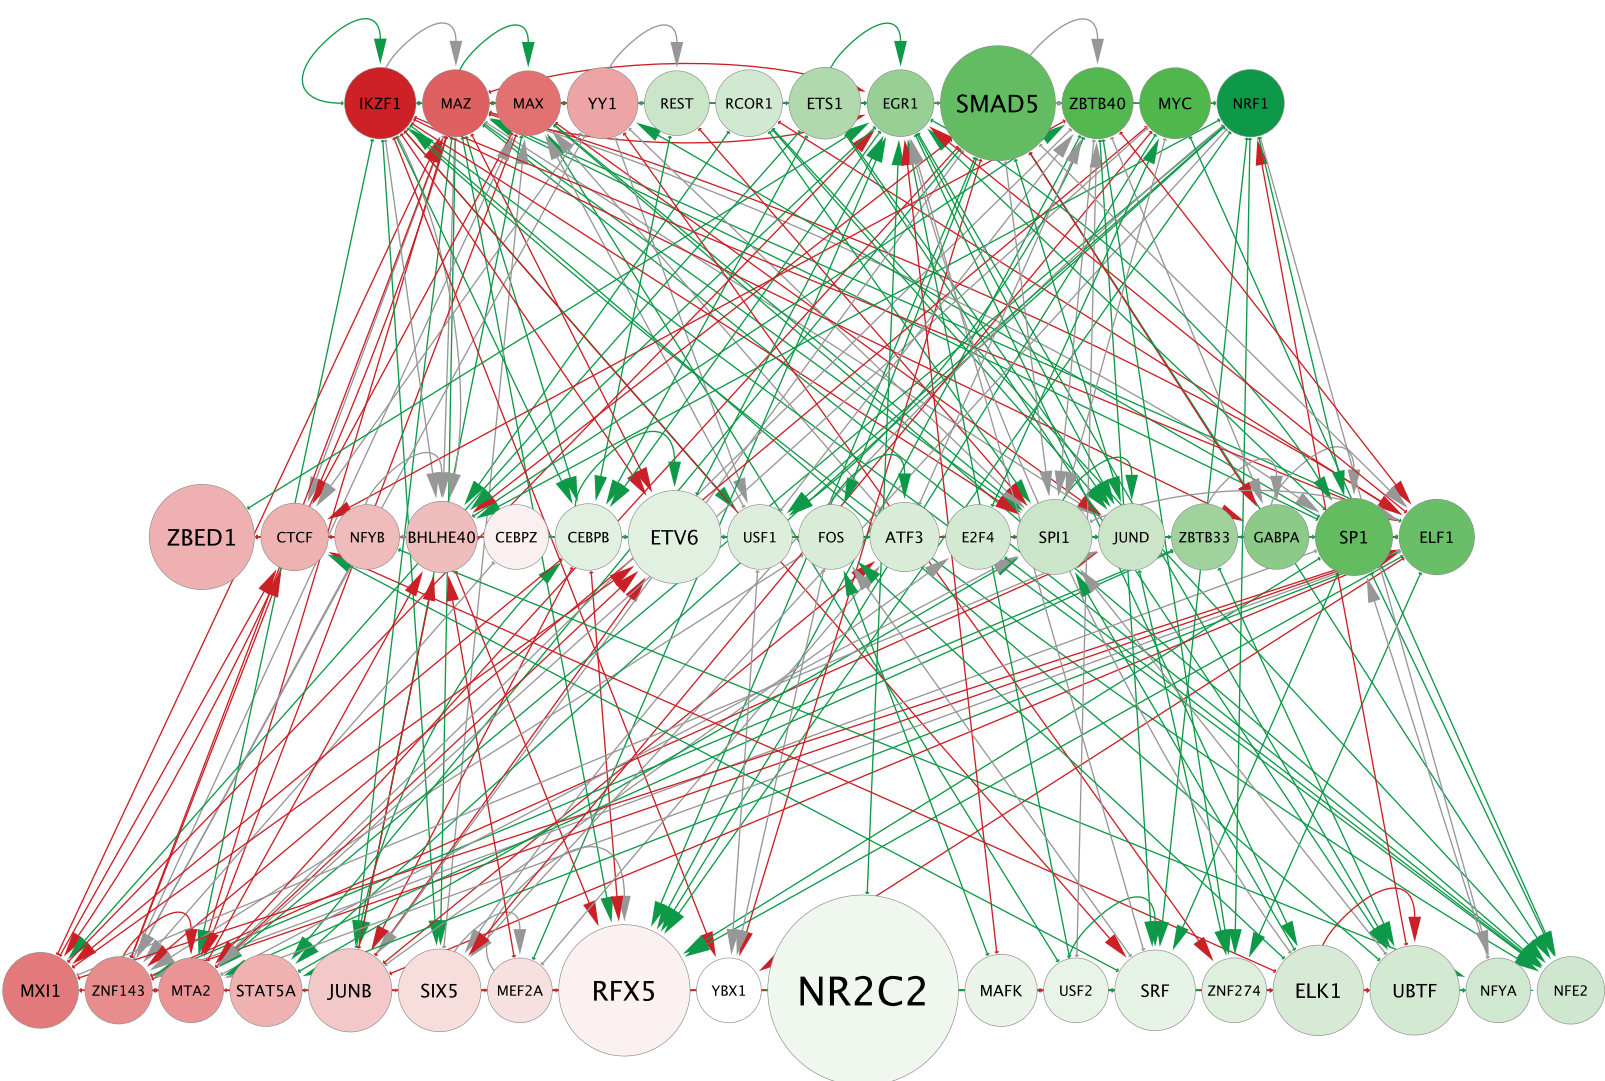 IKZF1 MAZ MAX YY1 REST RCOR1 ETS1 EGR1 SMAD5 ZBTB40 MYC NRF1
ZBED1 CTCF NFYB BHLHE40 CEBPZ CEBPB ETV6 USF1 FOS ATF3 E2F4 SPI1 JUND ZBTB33 GABPA SP1 ELF1
MXI1 ZNF143 MTA2 STAT5A JUNB SIX5 MEF2A RFX5 YBX1 NR2C2 MAFK USF2 SRF ZNF274 ELK1 UBTF NFYA NFE2